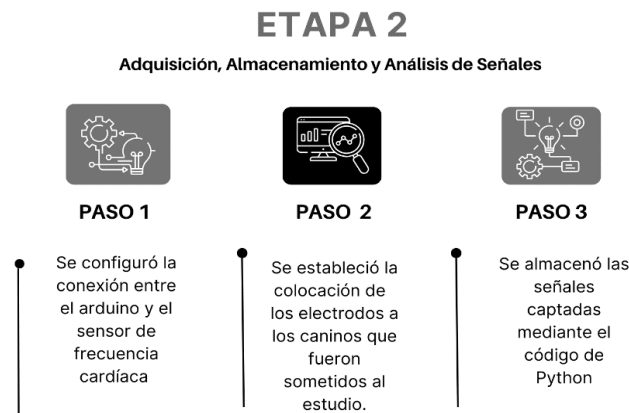 ETAPA 2
Adquisición, Almacenamiento y Análisis de Señales
PASO 1
Se configuró la
conexión entre
el arduino y el
sensor de
frecuencia
cardíaca
PASO 2
Se estableció la
colocación de
los electrodos a
los caninos que
fueron
sometidos al
estudio.
PASO 3
Se almacenó las
señales
captadas
mediante el
código de
Python